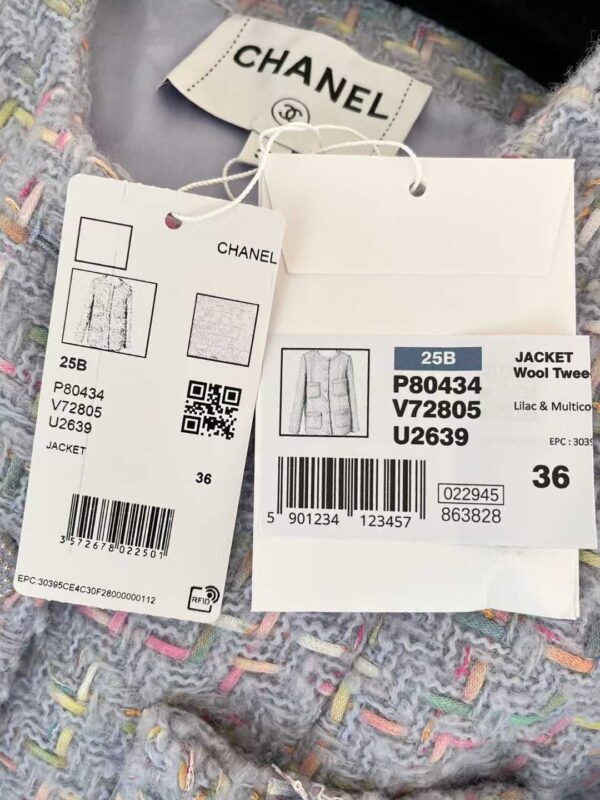 CHANEL
CHANEL
25B
P80434
V72805
U2639
JACKET
36
3 572678 022501
EPC:30395CE4C30F28000000112
RFID
25B
P80434
V72805
U2639
JACKET
Wool Twee
Lilac & Multico
EPC : 3039
36
5 901234 123457
022945
863828